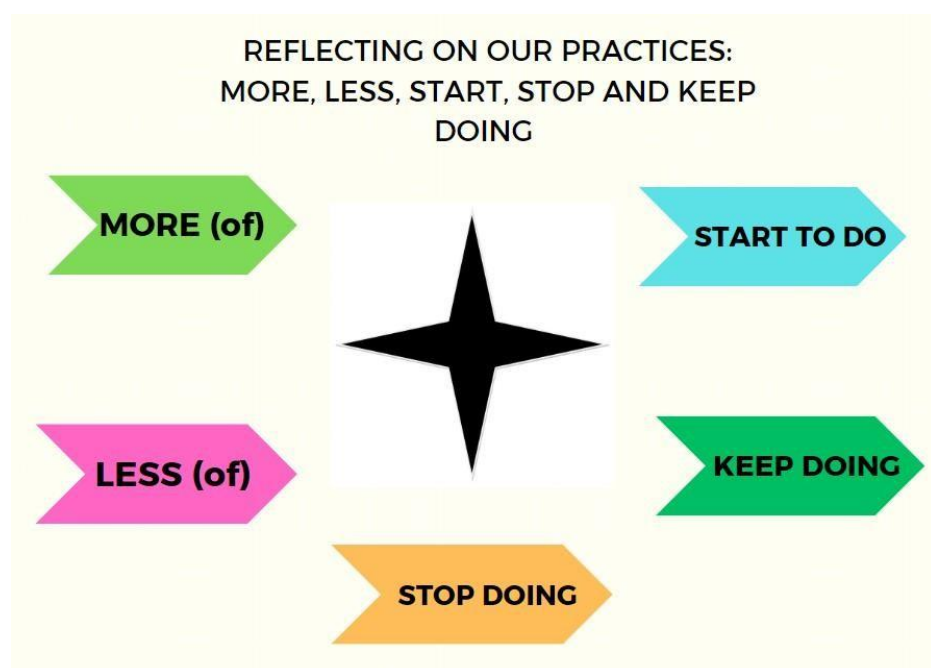 REFLECTING ON OUR PRACTICES:
MORE, LESS, START, STOP AND KEEP
DOING
MORE (of)
START TO DO
LESS (of)
KEEP DOING
STOP DOING